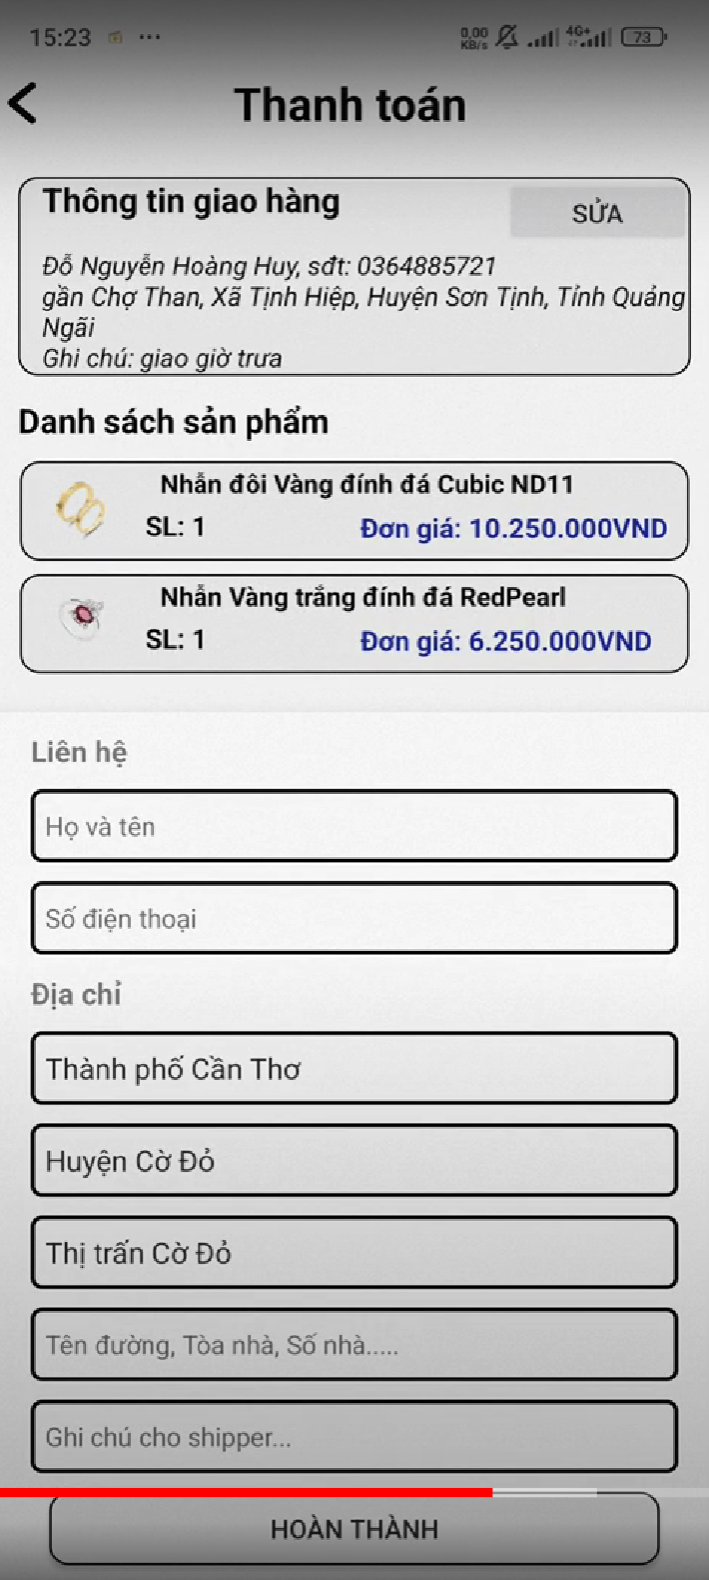 15:23
0,00 KB/s 4G+ 73
Thanh toán
Thông tin giao hàng
SỬA
Đỗ Nguyễn Hoàng Huy, sđt: 0364885721
gần Chợ Than, Xã Tịnh Hiệp, Huyện Sơn Tịnh, Tỉnh Quảng
Ngãi
Ghi chú: giao giờ trưa
Danh sách sản phẩm
Nhẫn đôi Vàng đính đá Cubic ND11
SL: 1 Đơn giá: 10.250.000VND
Nhẫn Vàng trắng đính đá RedPearl
SL: 1 Đơn giá: 6.250.000VND
Liên hệ
Họ và tên
Số điện thoại
Địa chỉ
Thành phố Cần Thơ
Huyện Cờ Đỏ
Thị trấn Cờ Đỏ
Tên đường, Tòa nhà, Số nhà.....
Ghi chú cho shipper...
HOÀN THÀNH